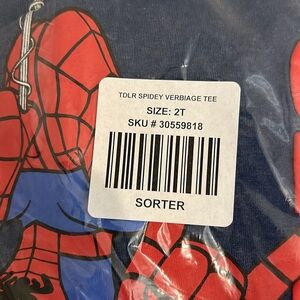 TDLR SPIDEY VERBIAGE TEE
SIZE: 2T
SKU # 30559818
SORTER